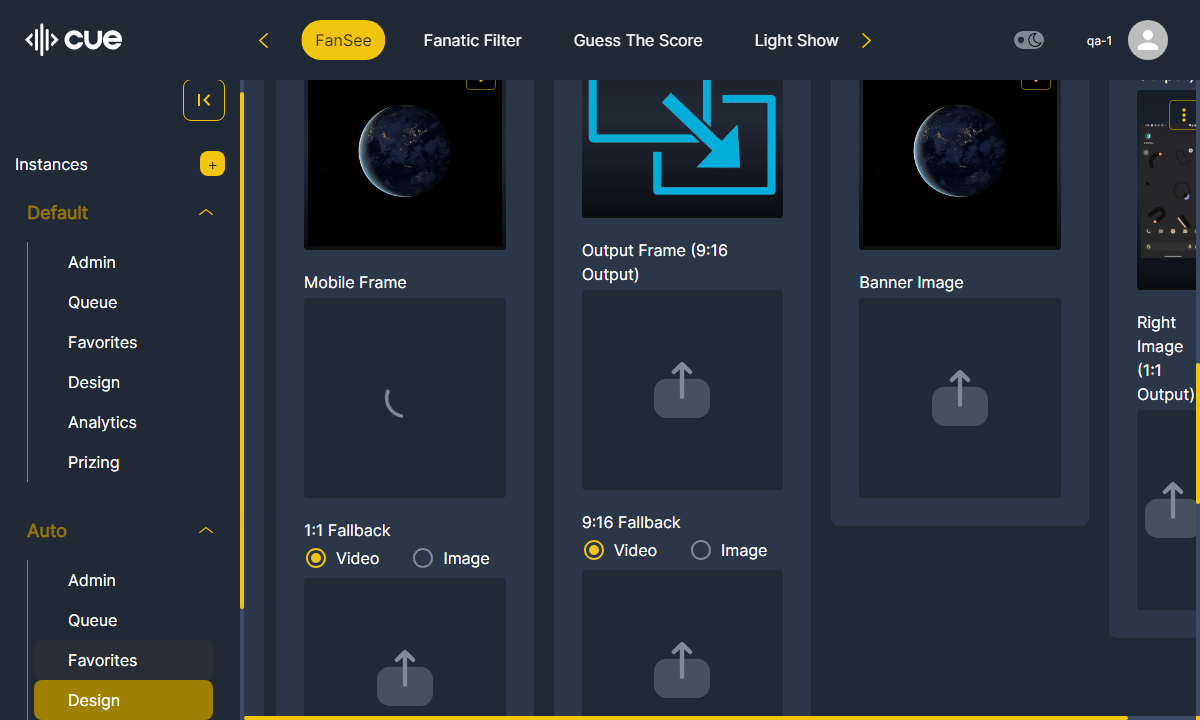 cue
FanSee
Fanatic Filter
Guess The Score
Light Show
qa-1
Instances
+
Default
Admin
Queue
Favorites
Design
Analytics
Prizing
Auto
Admin
Queue
Favorites
Design
Mobile Frame
1:1 Fallback
Video
Image
Output Frame (9:16
Output)
9:16 Fallback
Video
Image
Banner Image
Right
Image
(1:1
Output)